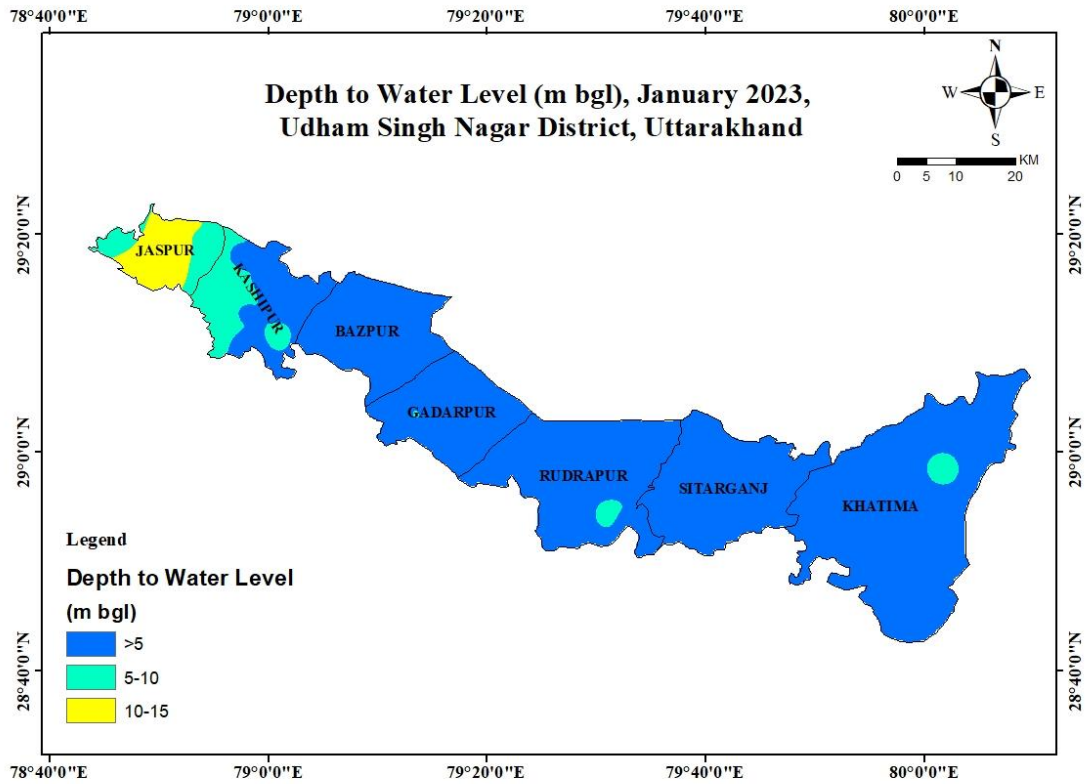 78°40'0"E 79°0'0"E 79°20'0"E 79°40'0"E 80°0'0"E
Depth to Water Level (m bgl), January 2023,
Udham Singh Nagar District, Uttarakhand
N
W E
S
KM
0 5 10 20
29°20'0"N 29°20'0"N
JASPUR
KASHIPUR
BAZPUR
GADARPUR
29°0'0"N 29°0'0"N
RUDRAPUR
SITARGANJ
KHATIMA
Legend
Depth to Water Level
(m bgl)
>5
5-10
10-15
28°40'0"N 28°40'0"N
78°40'0"E 79°0'0"E 79°20'0"E 79°40'0"E 80°0'0"E